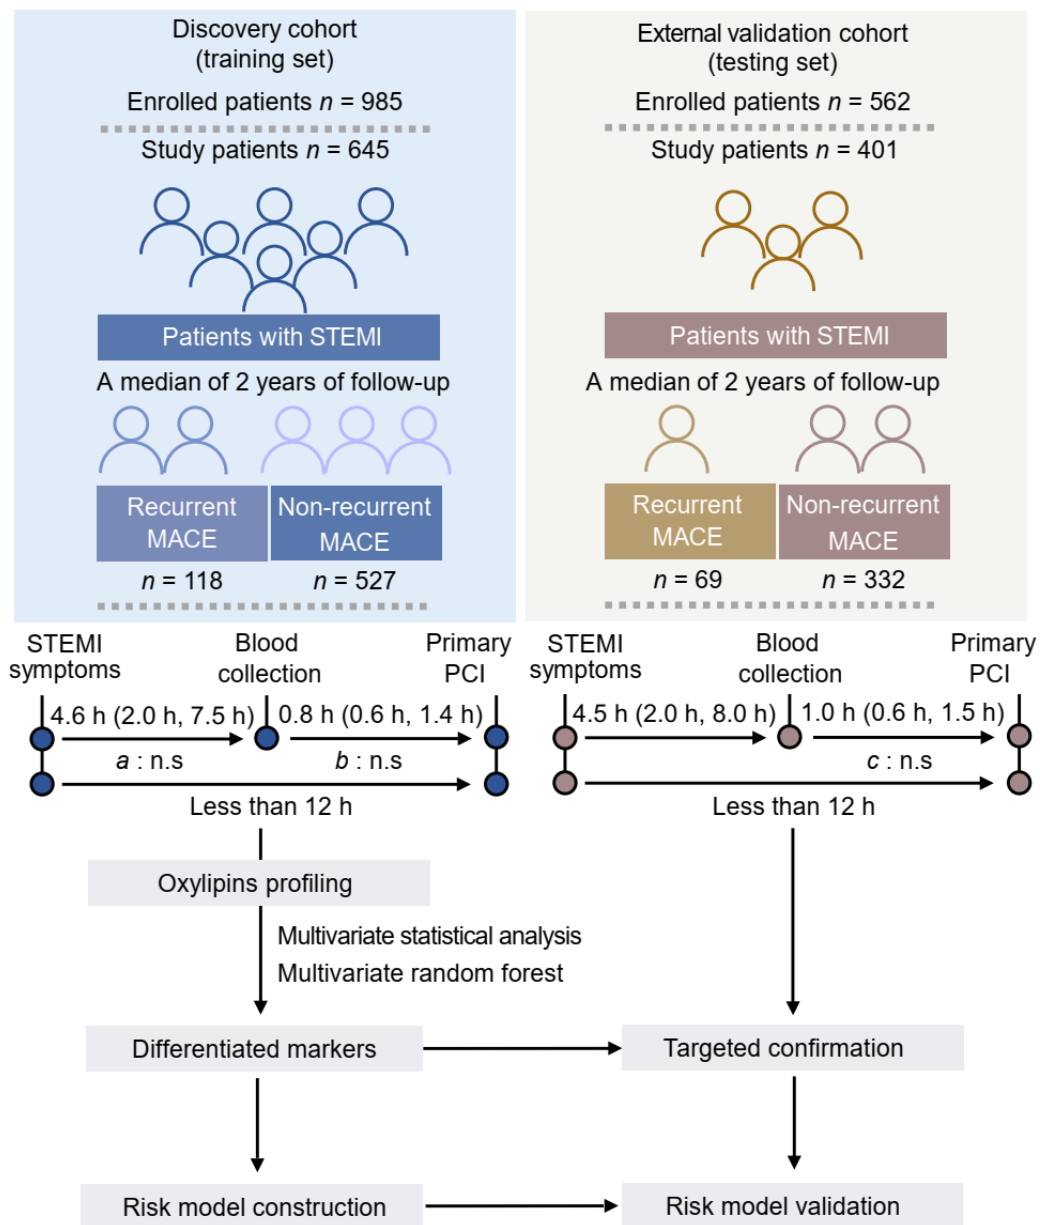 Discovery cohort
(training set)
Enrolled patients n = 985
Study patients n = 645
Patients with STEMI
A median of 2 years of follow-up
Recurrent
MACE
Non-recurrent
MACE
n = 118
n = 527
External validation cohort
(testing set)
Enrolled patients n = 562
Study patients n = 401
Patients with STEMI
A median of 2 years of follow-up
Recurrent
MACE
Non-recurrent
MACE
n = 69
n = 332
STEMI
symptoms
Blood
collection
Primary
PCI
4.6 h (2.0 h, 7.5 h)
0.8 h (0.6 h, 1.4 h)
a : n.s
b : n.s
Less than 12 h
STEMI
symptoms
Blood
collection
Primary
PCI
4.5 h (2.0 h, 8.0 h)
1.0 h (0.6 h, 1.5 h)
c : n.s
Less than 12 h
Oxylipins profiling
Multivariate statistical analysis
Multivariate random forest
Differentiated markers
Targeted confirmation
Risk model construction
Risk model validation